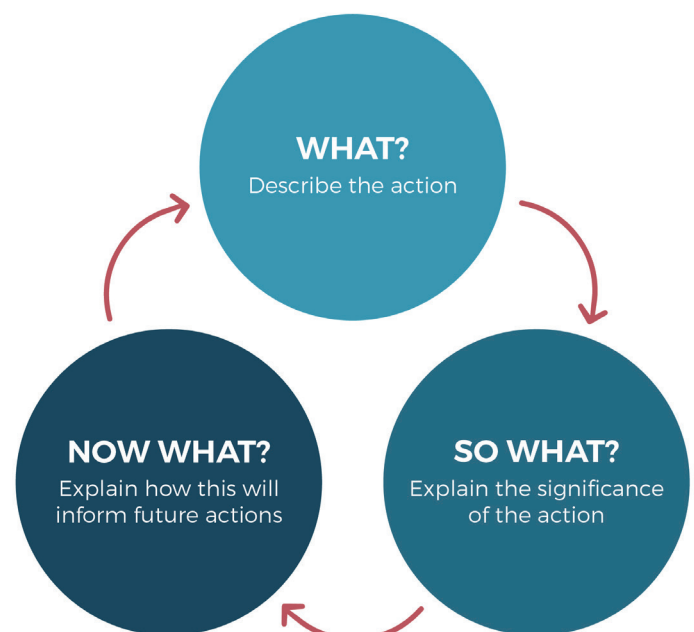 WHAT?
Describe the action
NOW WHAT?
Explain how this will
inform future actions
SO WHAT?
Explain the significance
of the action